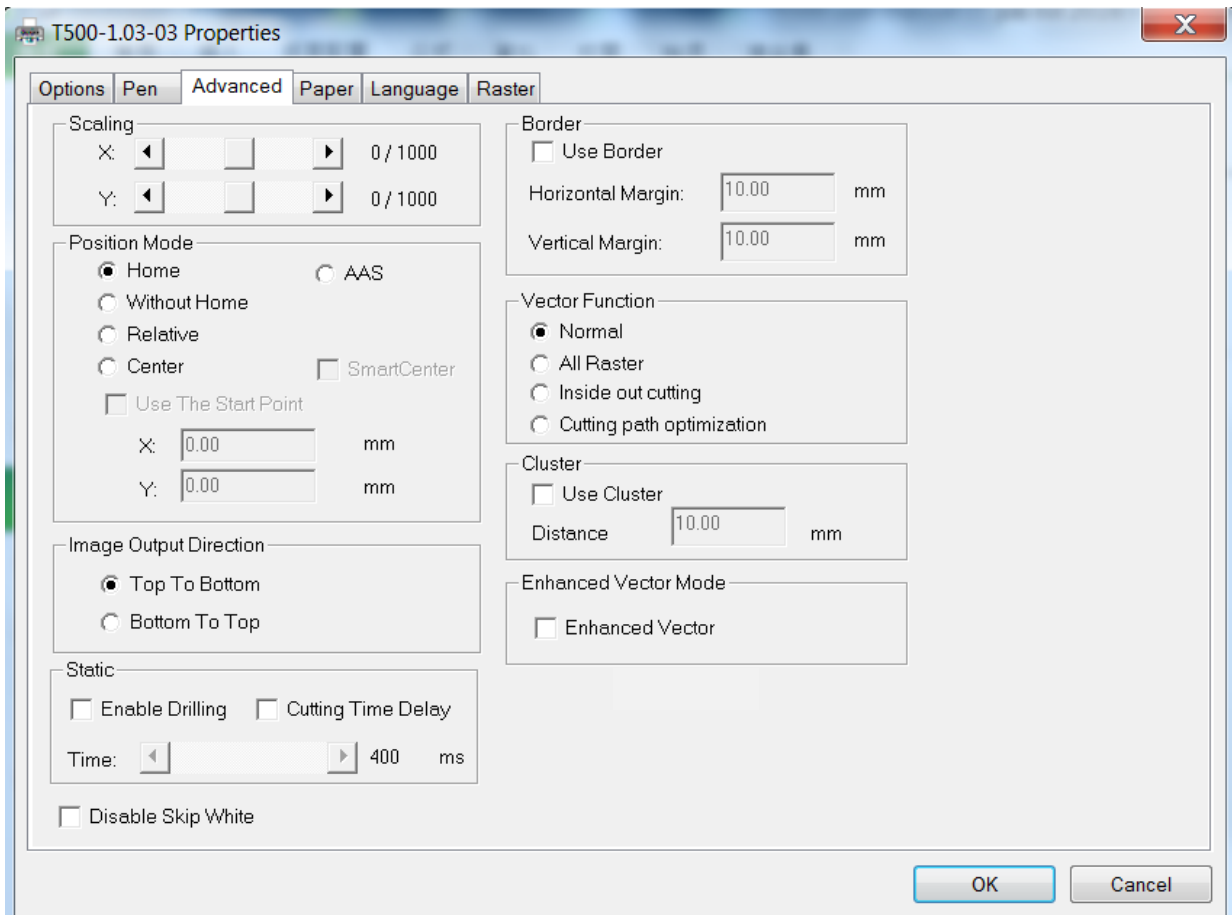 T500-1.03-03 Properties
Options Pen Advanced Paper Language Raster
Scaling
X: 0 / 1000
Y: 0 / 1000
Position Mode
Home AAS
Without Home
Relative
Center SmartCenter
Use The Start Point
X: 0.00 mm
Y: 0.00 mm
Image Output Direction
Top To Bottom
Bottom To Top
Static
Enable Drilling Cutting Time Delay
Time: 400 ms
Disable Skip White
Border
Use Border
Horizontal Margin: 10.00 mm
Vertical Margin: 10.00 mm
Vector Function
Normal
All Raster
Inside out cutting
Cutting path optimization
Cluster
Use Cluster
Distance 10.00 mm
Enhanced Vector Mode
Enhanced Vector
OK Cancel